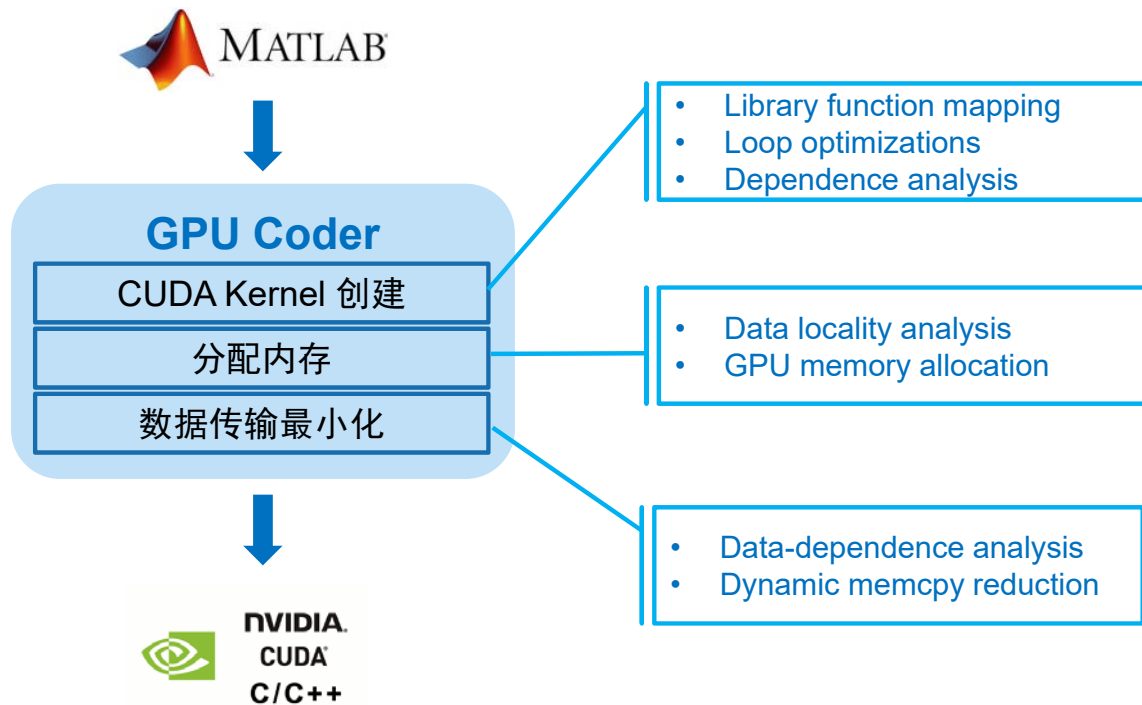 MATLAB
GPU Coder
CUDA Kernel 创建
分配内存
数据传输最小化
• Library function mapping
• Loop optimizations
• Dependence analysis
• Data locality analysis
• GPU memory allocation
• Data-dependence analysis
• Dynamic memcpy reduction
NVIDIA.
CUDA
C/C++